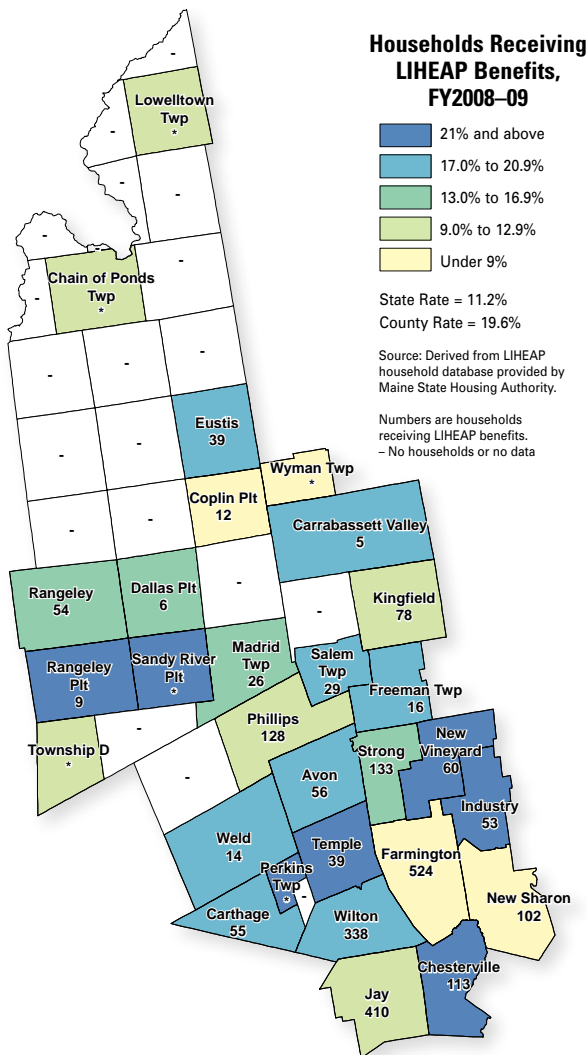 Households Receiving
LIHEAP Benefits,
FY2008–09
21% and above
17.0% to 20.9%
13.0% to 16.9%
9.0% to 12.9%
Under 9%
State Rate = 11.2%
County Rate = 19.6%
Source: Derived from LIHEAP
household database provided by
Maine State Housing Authority.
Numbers are households
receiving LIHEAP benefits.
– No households or no data
-
Lowelltown
Twp
*
-
-
-
-
-
-
Chain of Ponds
Twp
*
-
-
-
-
-
-
Eustis
39
-
Wyman Twp
*
Coplin Plt
12
-
-
Carrabassett Valley
5
Rangeley
54
Dallas Plt
6
-
-
Kingfield
78
Rangeley
Plt
9
Sandy River
Plt
*
Madrid
Twp
26
Salem
Twp
29
Freeman Twp
16
Township D
*
-
Phillips
128
Strong
133
New
Vineyard
60
-
Avon
56
Industry
53
Weld
14
Perkins
Twp
*
-
Temple
39
Farmington
524
New Sharon
102
Carthage
55
Wilton
338
Chesterville
113
Jay
410